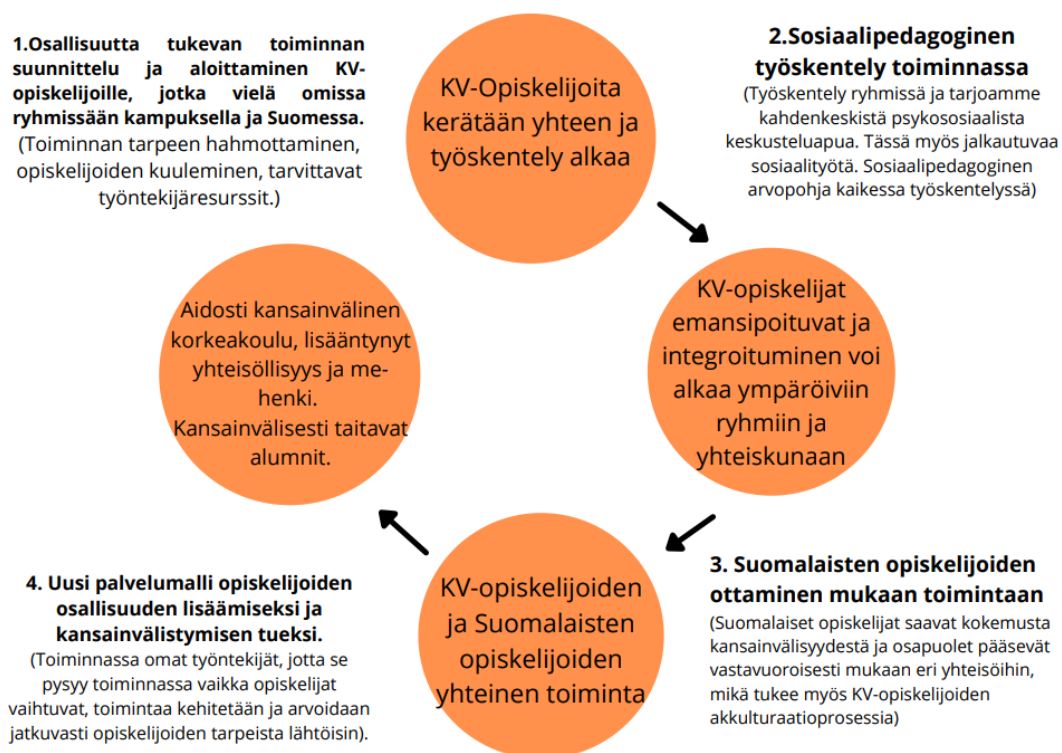 1.Osallisuutta tukevan toiminnan
suunnittelu ja aloittaminen KV-
opiskelijoille, jotka vielä omissa
ryhmissään kampuksella ja Suomessa.
(Toiminnan tarpeen hahmottaminen,
opiskelijoiden kuuleminen, tarvittavat
työntekijäresurssit.)
KV-Opiskelijoita
kerätään yhteen ja
työskentely alkaa
2.Sosiaalipedagoginen
työskentely toiminnassa
(Työskentely ryhmissä ja tarjoamme
kahdenkeskistä psykososiaalista
keskusteluapua. Tässä myös jalkautuvaa
sosiaalityötä. Sosiaalipedagoginen
arvopohja kaikessa työskentelyssä)
KV-opiskelijat
emansipoituvat ja
integroituminen voi
alkaa ympäröiviin
ryhmiin ja
yhteiskunaan
3. Suomalaisten opiskelijoiden
ottaminen mukaan toimintaan
(Suomalaiset opiskelijat saavat kokemusta
kansainvälisyydestä ja osapuolet pääsevät
vastavuoroisesti mukaan eri yhteisöihin,
mikä tukee myös KV-opiskelijoiden
akkulturaatioprosessia)
KV-opiskelijoiden
ja Suomalaisten
opiskelijoiden
yhteinen toiminta
4. Uusi palvelumalli opiskelijoiden
osallisuuden lisäämiseksi ja
kansainvälistymisen tueksi.
(Toiminnassa omat työntekijät, jotta se
pysyy toiminnassa vaikka opiskelijat
vaihtuvat, toimintaa kehitetään ja arvoidaan
jatkuvasti opiskelijoiden tarpeista lähtöisin).
Aidosti kansainvälinen
korkeakoulu, lisääntynyt
yhteisöllisyys ja me-
henki.
Kansainvälisesti taitavat
alumnit.